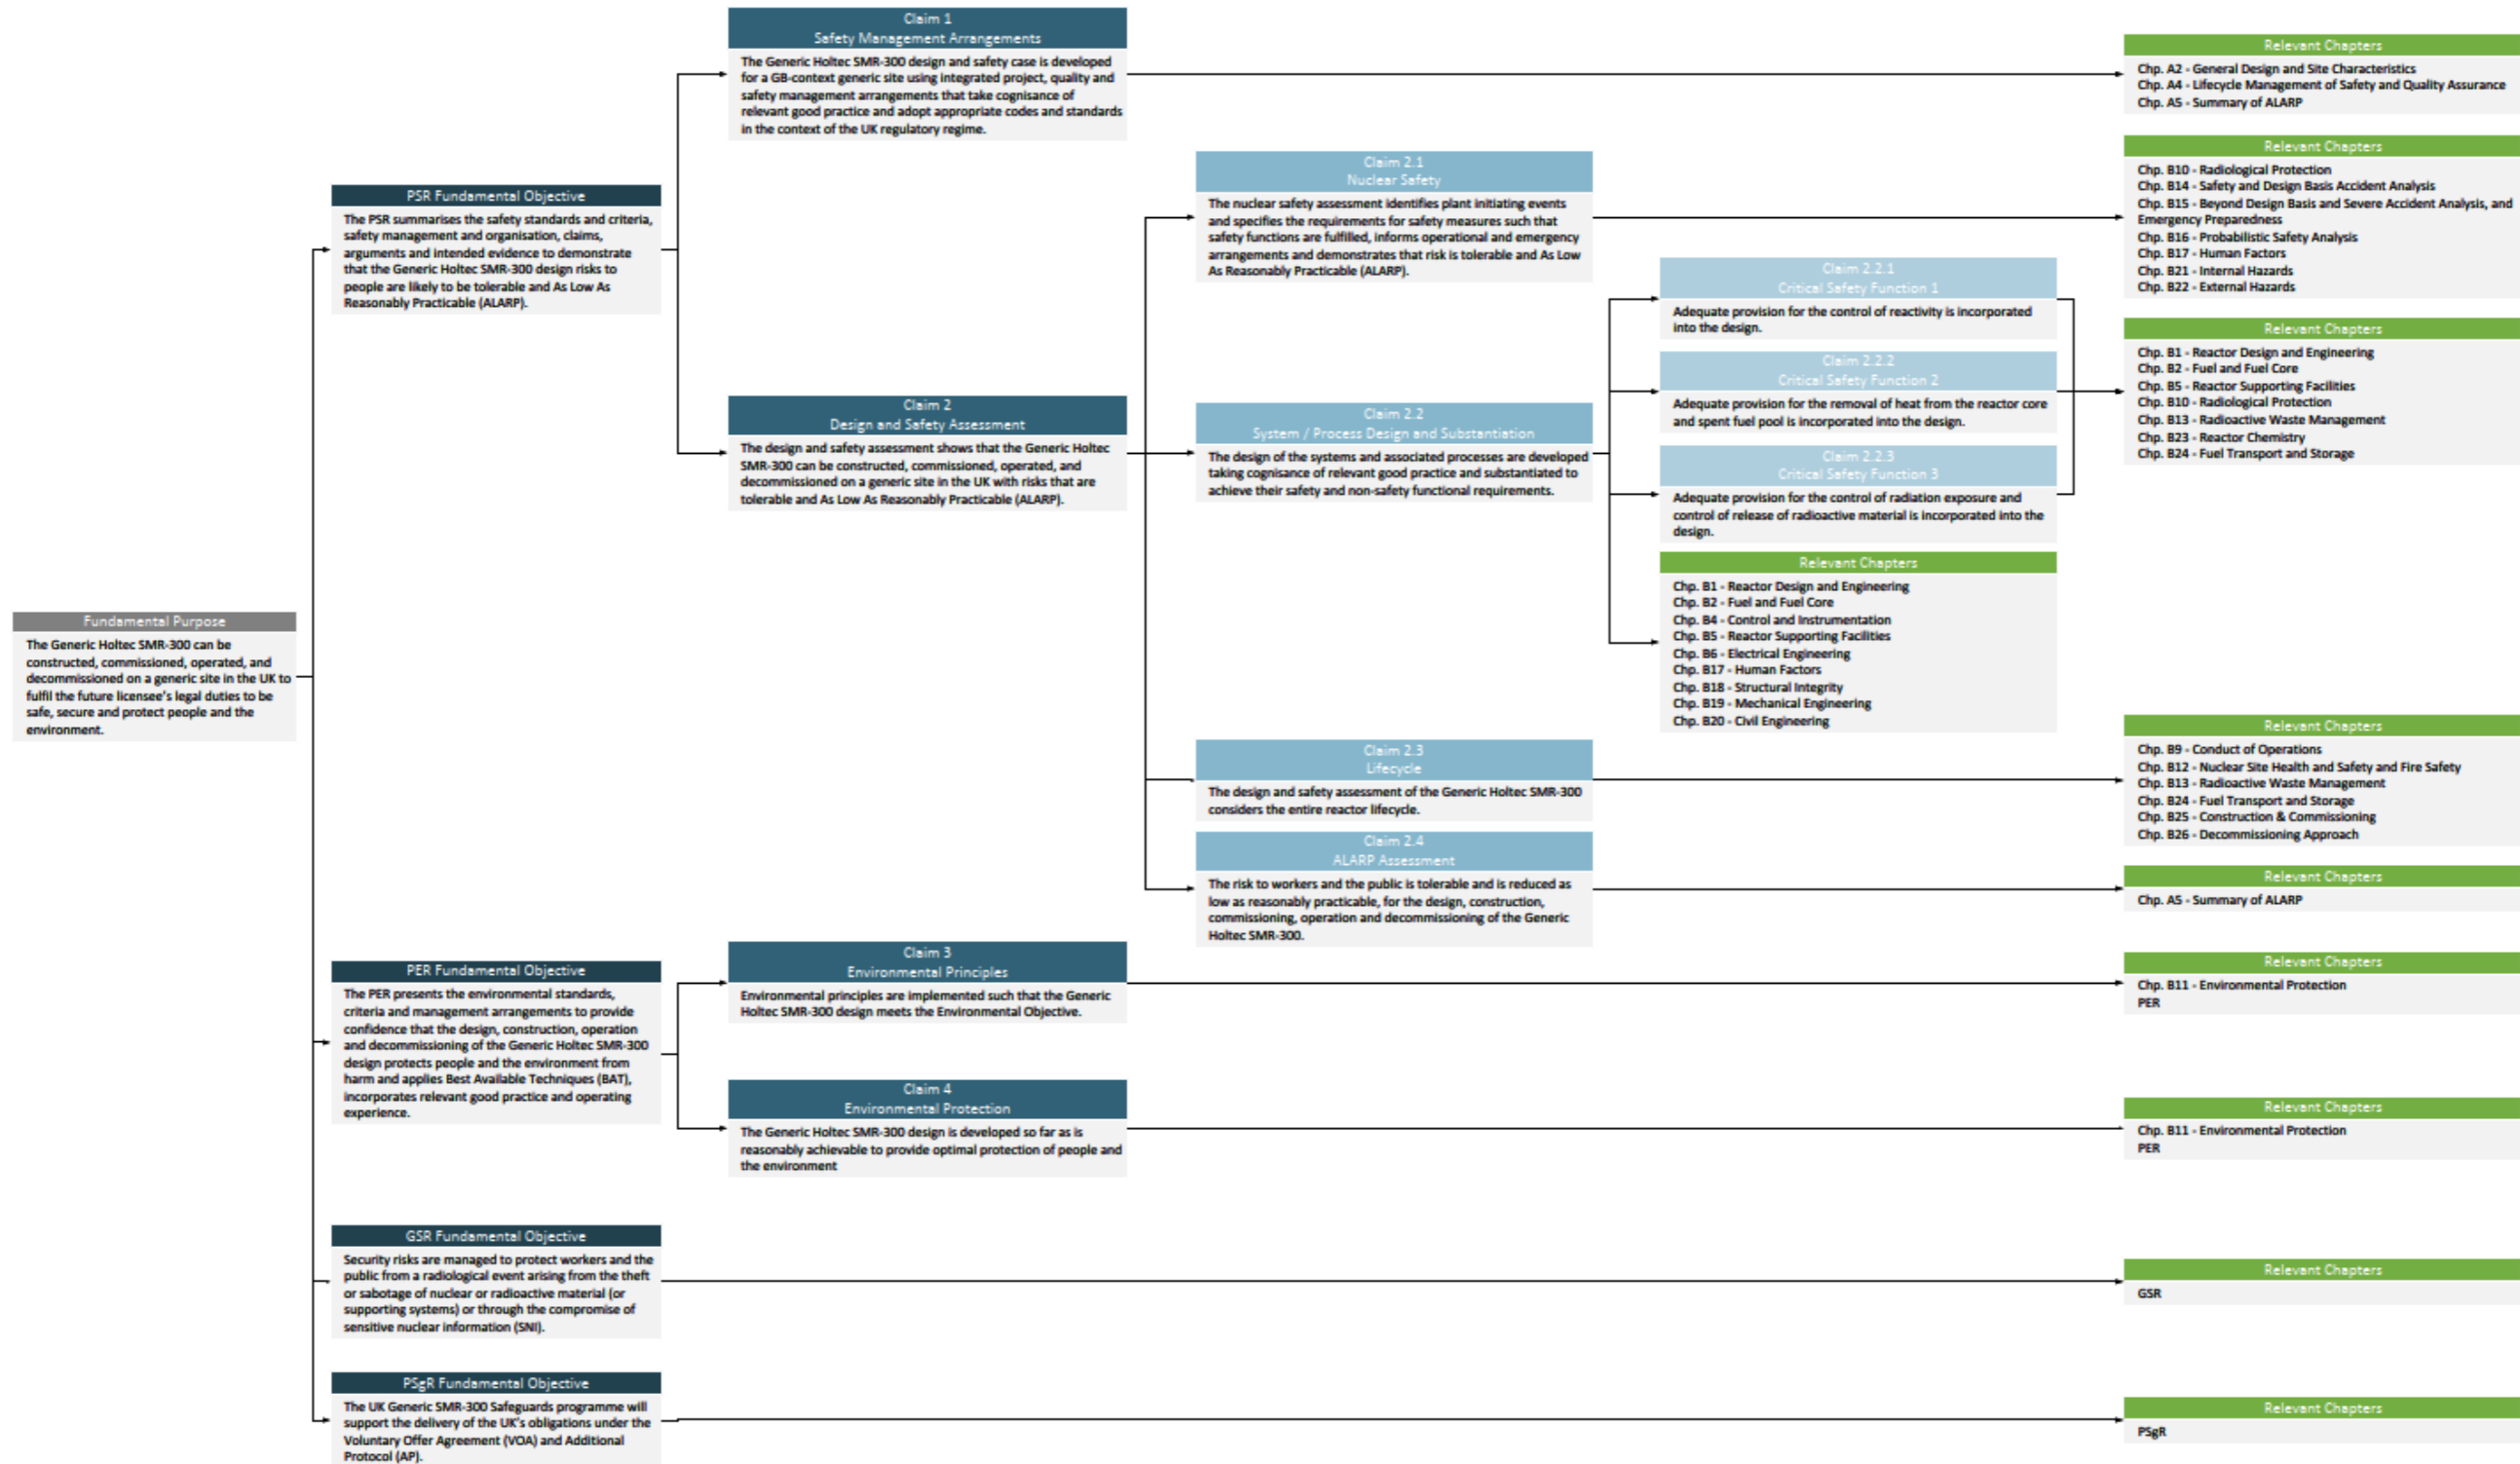 Fundamental Purpose
The Generic Holtec SMR-300 can be
constructed, commissioned, operated, and
decommissioned on a generic site in the UK to
fulfil the future licensee's legal duties to be
safe, secure and protect people and the
environment.
PSR Fundamental Objective
The PSR summarises the safety standards and criteria,
safety management and organisation, claims,
arguments and intended evidence to demonstrate
that the Generic Holtec SMR-300 design risks to
people are likely to be tolerable and As Low As
Reasonably Practicable (ALARP).
Claim 1
Safety Management Arrangements
The Generic Holtec SMR-300 design and safety case is developed
for a GB-context generic site using integrated project, quality and
safety management arrangements that take cognisance of
relevant good practice and adopt appropriate codes and standards
in the context of the UK regulatory regime.
Relevant Chapters
Chp. A2 - General Design and Site Characteristics
Chp. A4 - Lifecycle Management of Safety and Quality Assurance
Chp. A5 - Summary of ALARP
Claim 2
Design and Safety Assessment
The design and safety assessment shows that the Generic Holtec
SMR-300 can be constructed, commissioned, operated, and
decommissioned on a generic site in the UK with risks that are
tolerable and As Low As Reasonably Practicable (ALARP).
Claim 2.1
Nuclear Safety
The nuclear safety assessment identifies plant initiating events
and specifies the requirements for safety measures such that
safety functions are fulfilled, informs operational and emergency
arrangements and demonstrates that risk is tolerable and As Low
As Reasonably Practicable (ALARP).
Relevant Chapters
Chp. B10 - Radiological Protection
Chp. B14 - Safety and Design Basis Accident Analysis
Chp. B15 - Beyond Design Basis and Severe Accident Analysis, and
Emergency Preparedness
Chp. B16 - Probabilistic Safety Analysis
Chp. B17 - Human Factors
Chp. B21 - Internal Hazards
Chp. B22 - External Hazards
Claim 2.2
System / Process Design and Substantiation
The design of the systems and associated processes are developed
taking cognisance of relevant good practice and substantiated to
achieve their safety and non-safety functional requirements.
Claim 2.2.1
Critical Safety Function 1
Adequate provision for the control of reactivity is incorporated
into the design.
Claim 2.2.2
Critical Safety Function 2
Adequate provision for the removal of heat from the reactor core
and spent fuel pool is incorporated into the design.
Claim 2.2.3
Critical Safety Function 3
Adequate provision for the control of radiation exposure and
control of release of radioactive material is incorporated into the
design.
Relevant Chapters
Chp. B1 - Reactor Design and Engineering
Chp. B2 - Fuel and Fuel Core
Chp. B5 - Reactor Supporting Facilities
Chp. B10 - Radiological Protection
Chp. B13 - Radioactive Waste Management
Chp. B23 - Reactor Chemistry
Chp. B24 - Fuel Transport and Storage
Relevant Chapters
Chp. B1 - Reactor Design and Engineering
Chp. B2 - Fuel and Fuel Core
Chp. B4 - Control and Instrumentation
Chp. B5 - Reactor Supporting Facilities
Chp. B6 - Electrical Engineering
Chp. B17 - Human Factors
Chp. B18 - Structural Integrity
Chp. B19 - Mechanical Engineering
Chp. B20 - Civil Engineering
Claim 2.3
Lifecycle
The design and safety assessment of the Generic Holtec SMR-300
considers the entire reactor lifecycle.
Relevant Chapters
Chp. B9 - Conduct of Operations
Chp. B12 - Nuclear Site Health and Safety and Fire Safety
Chp. B13 - Radioactive Waste Management
Chp. B24 - Fuel Transport and Storage
Chp. B25 - Construction & Commissioning
Chp. B26 - Decommissioning Approach
Claim 2.4
ALARP Assessment
The risk to workers and the public is tolerable and is reduced as
low as reasonably practicable, for the design, construction,
commissioning, operation and decommissioning of the Generic
Holtec SMR-300.
Relevant Chapters
Chp. A5 - Summary of ALARP
PER Fundamental Objective
The PER presents the environmental standards,
criteria and management arrangements to provide
confidence that the design, construction, operation
and decommissioning of the Generic Holtec SMR-300
design protects people and the environment from
harm and applies Best Available Techniques (BAT),
incorporates relevant good practice and operating
experience.
Claim 3
Environmental Principles
Environmental principles are implemented such that the Generic
Holtec SMR-300 design meets the Environmental Objective.
Relevant Chapters
Chp. B11 - Environmental Protection
PER
Claim 4
Environmental Protection
The Generic Holtec SMR-300 design is developed so far as is
reasonably achievable to provide optimal protection of people and
the environment
Relevant Chapters
Chp. B11 - Environmental Protection
PER
GSR Fundamental Objective
Security risks are managed to protect workers and the
public from a radiological event arising from the theft
or sabotage of nuclear or radioactive material (or
supporting systems) or through the compromise of
sensitive nuclear information (SNI).
Relevant Chapters
GSR
PSgR Fundamental Objective
The UK Generic SMR-300 Safeguards programme will
support the delivery of the UK's obligations under the
Voluntary Offer Agreement (VOA) and Additional
Protocol (AP).
Relevant Chapters
PSgR